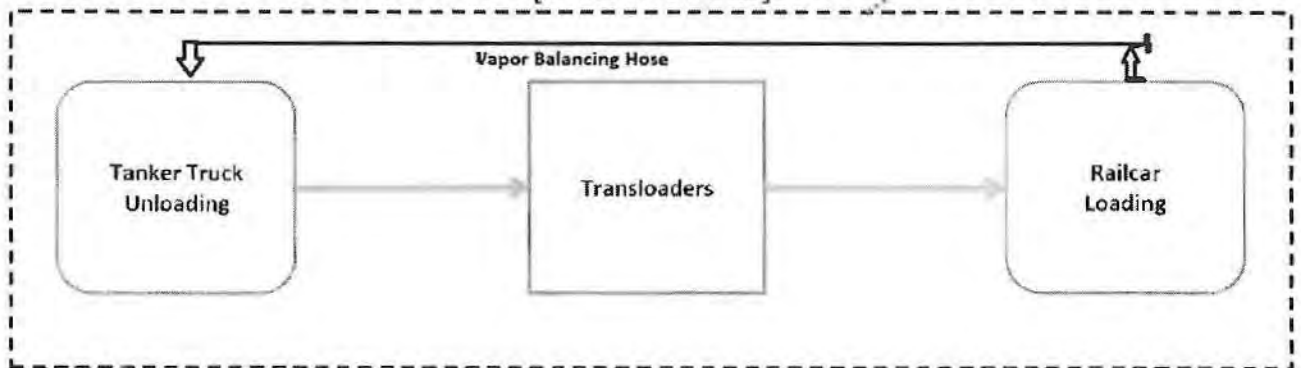 Vapor Balancing Hose
Tanker Truck
Unloading
Transloaders
Railcar
Loading